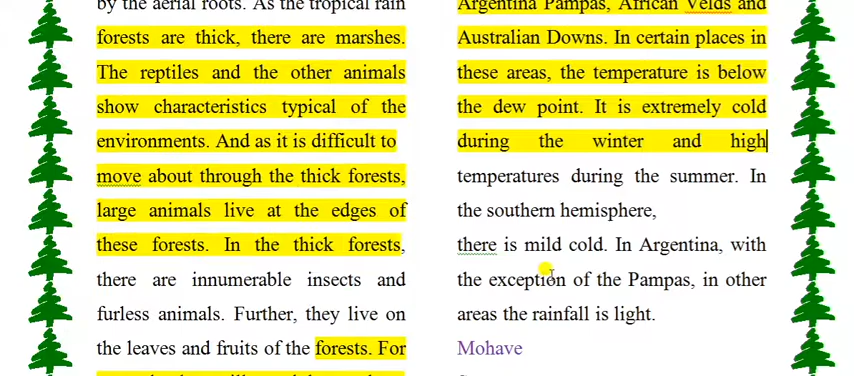 by the aerial roots. As the tropical rain
forests are thick, there are marshes.
The reptiles and the other animals
show characteristics typical of the
environments. And as it is difficult to
move about through the thick forests,
large animals live at the edges of
these forests. In the thick forests,
there are innumerable insects and
furless animals. Further, they live on
the leaves and fruits of the forests. For
Argentina Pampas, African Velds and
Australian Downs. In certain places in
these areas, the temperature is below
the dew point. It is extremely cold
during the winter and high
temperatures during the summer. In
the southern hemisphere,
there is mild cold. In Argentina, with
the exception of the Pampas, in other
areas the rainfall is light.
Mohave